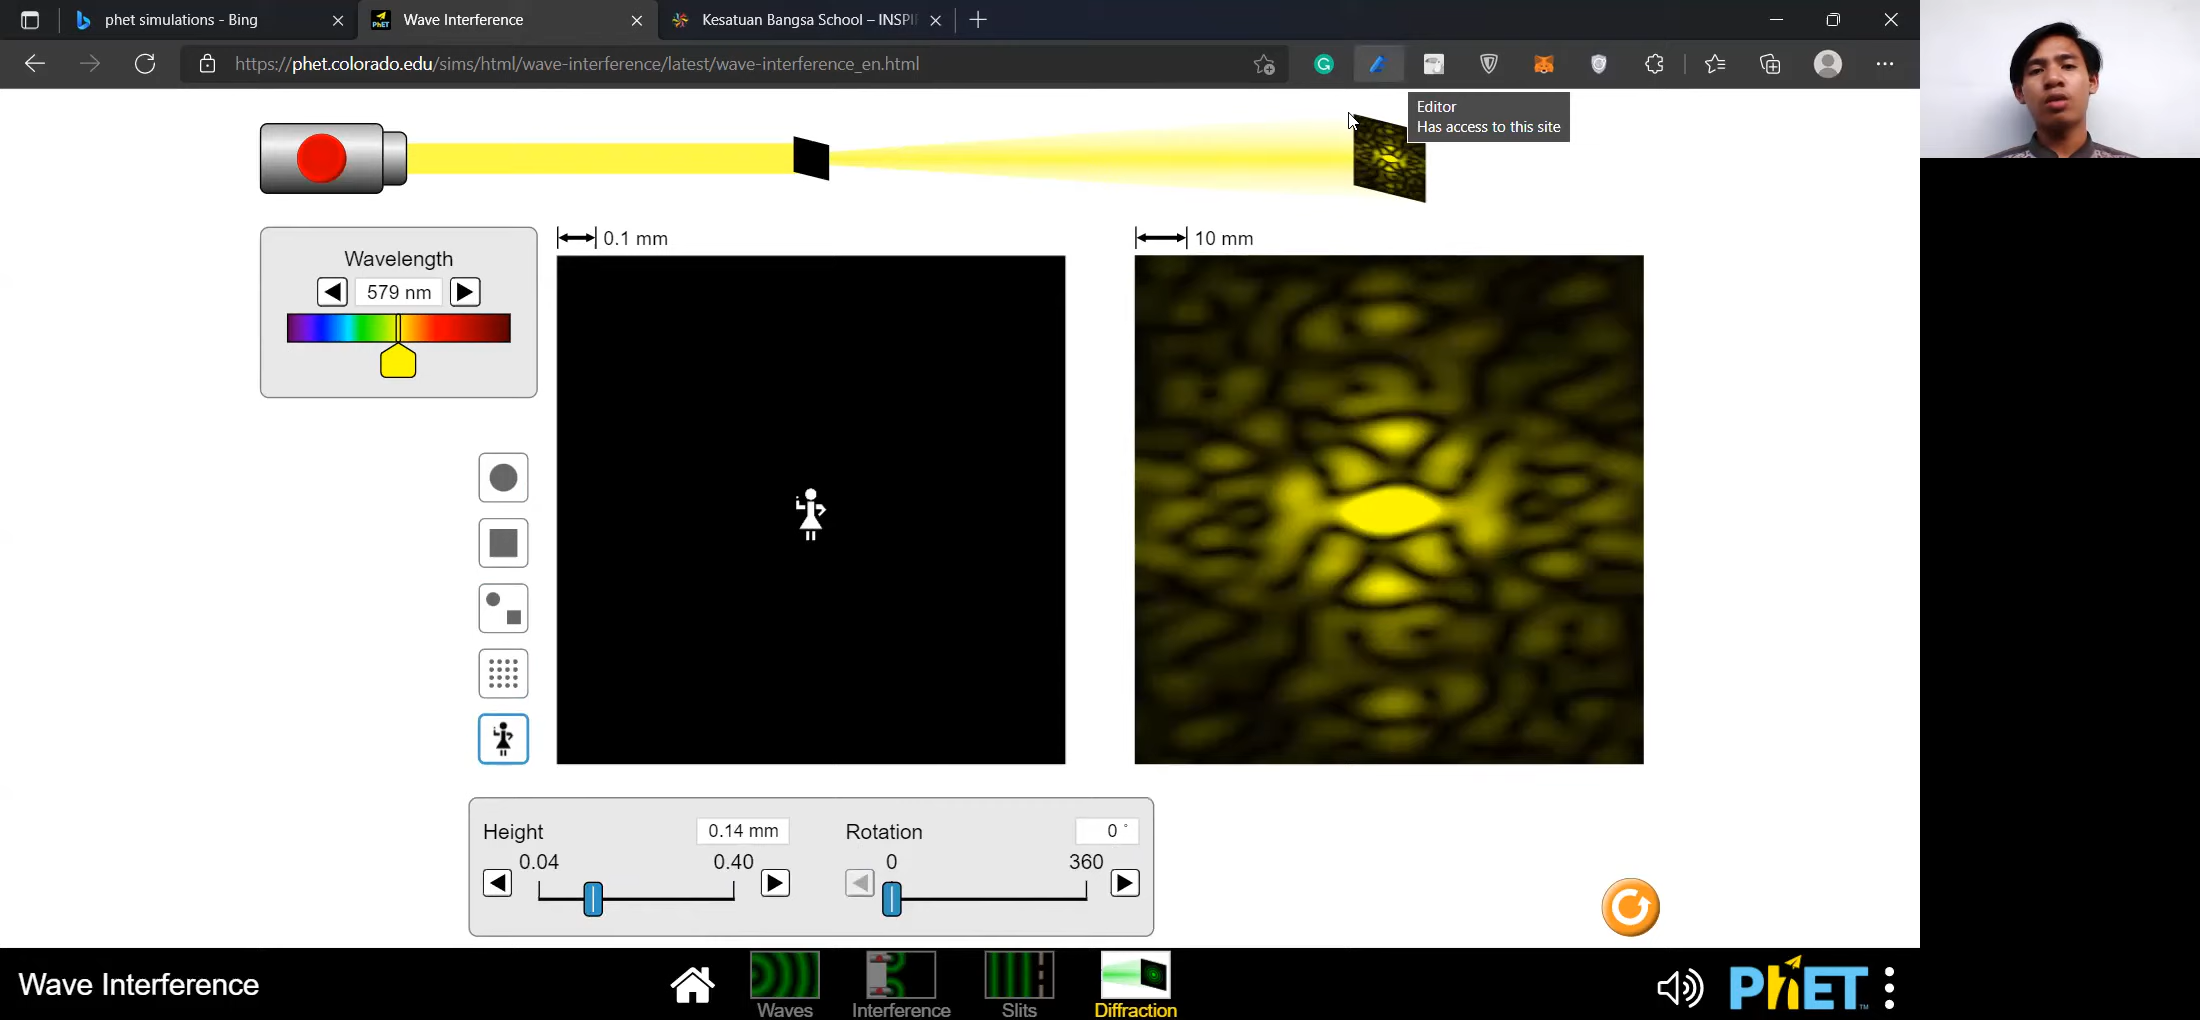 phet simulations - Bing
Wave Interference
Kesatuan Bangsa School – INSPI
https://phet.colorado.edu/sims/html/wave-interference/latest/wave-interference_en.html
Editor
Has access to this site
Wavelength
579 nm
0.1 mm
10 mm
Height
0.14 mm
0.04
0.40
Rotation
0 °
0
360
Wave Interference
Waves
Interference
Slits
Diffraction
PhET